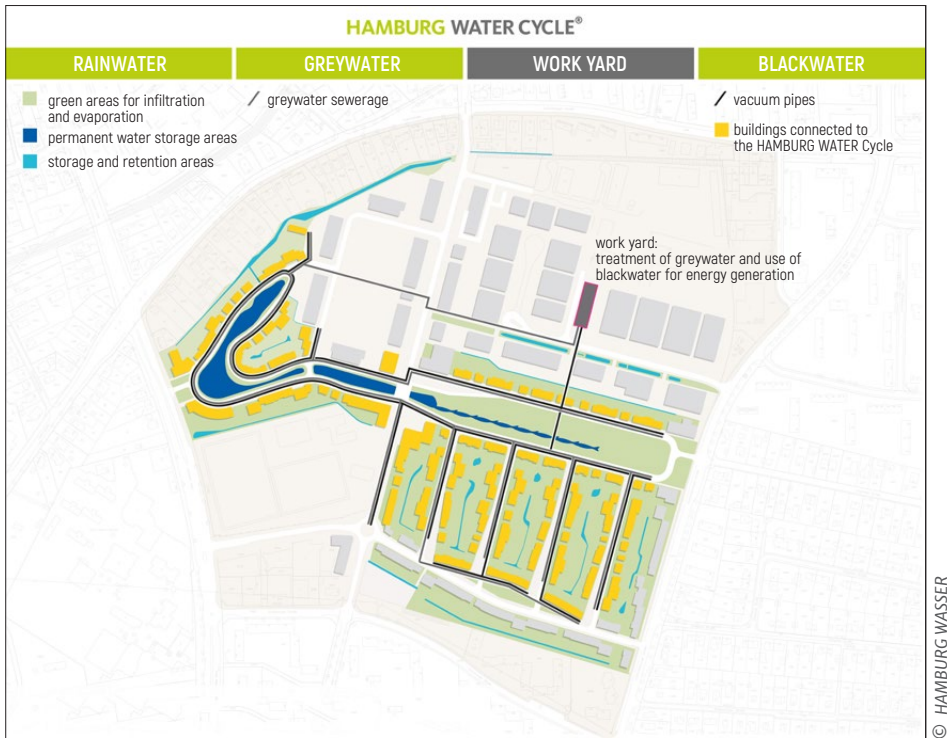 HAMBURG WATER CYCLE®
RAINWATER
GREYWATER
WORK YARD
BLACKWATER
green areas for infiltration
and evaporation
permanent water storage areas
storage and retention areas
greywater sewerage
vacuum pipes
buildings connected to
the HAMBURG WATER Cycle
work yard:
treatment of greywater and use of
blackwater for energy generation
© HAMBURG WASSER